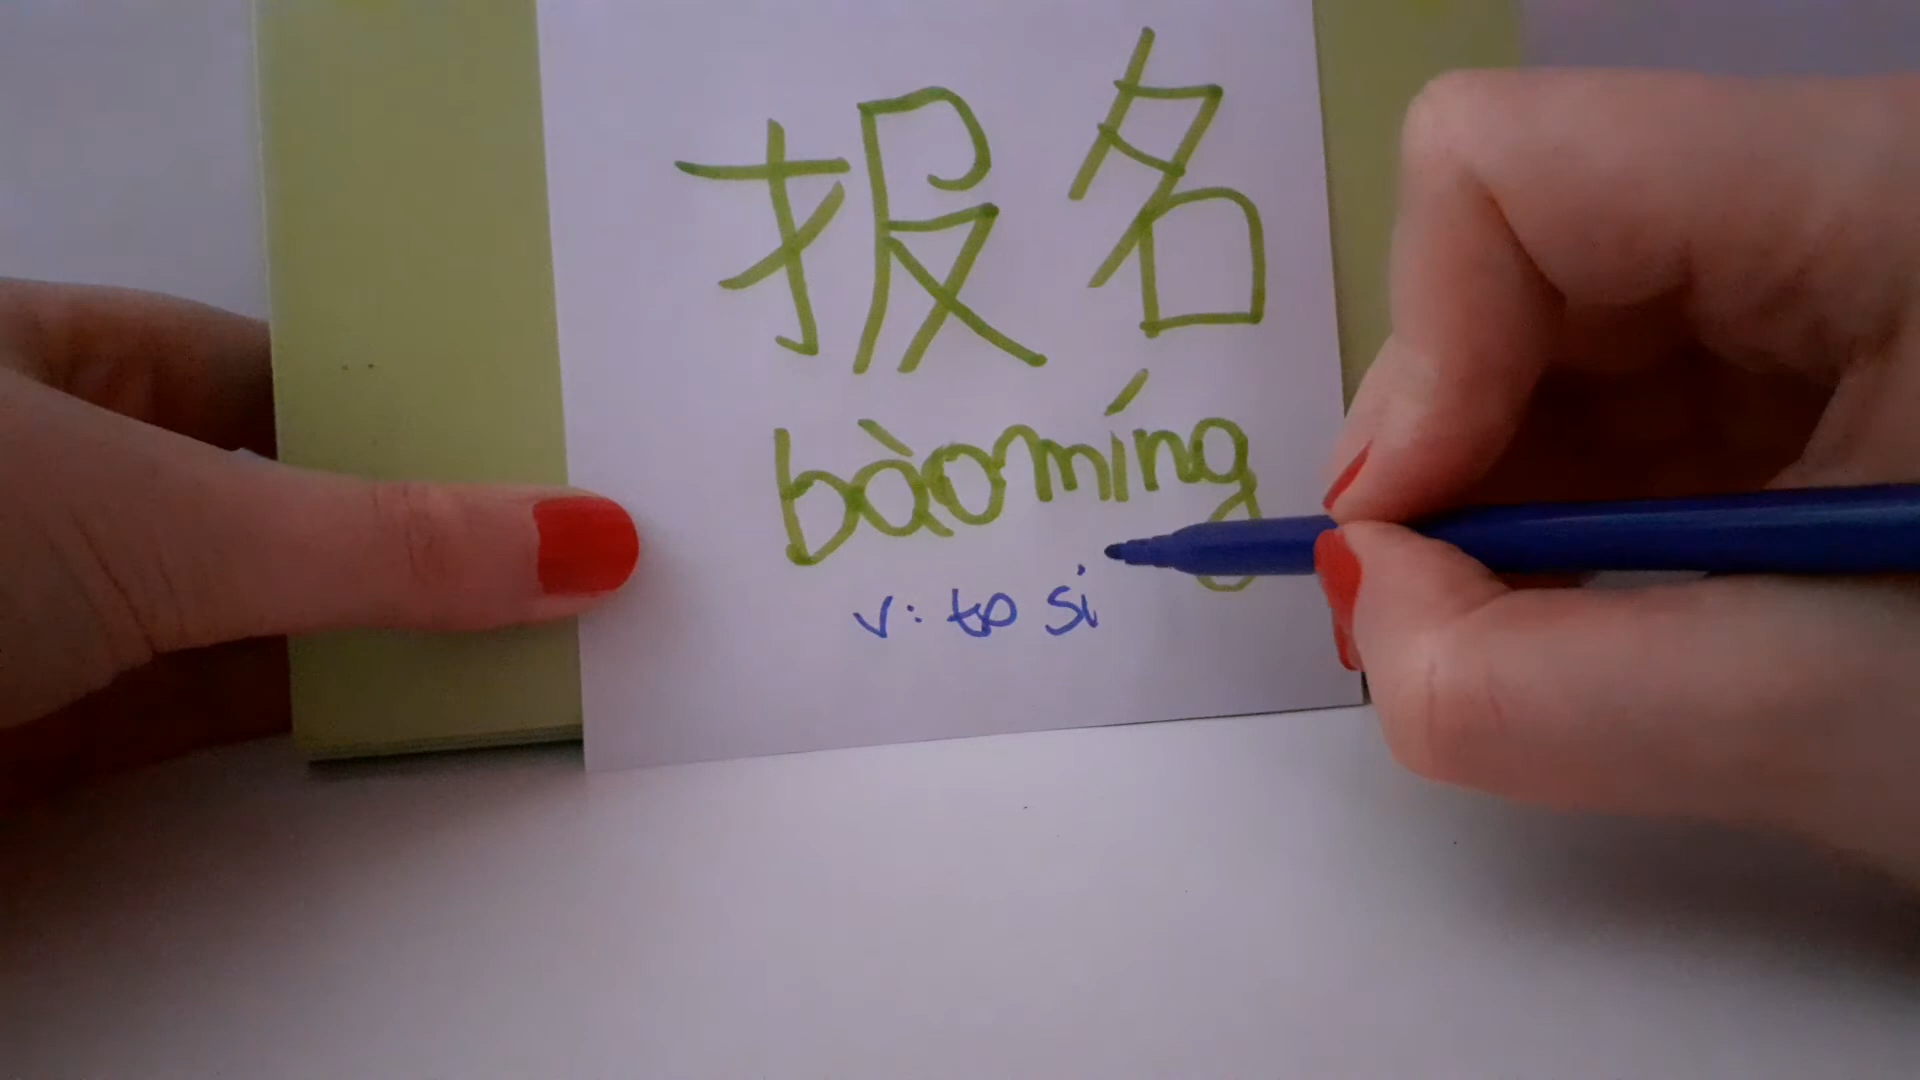 报名
bàomíng
v: to si